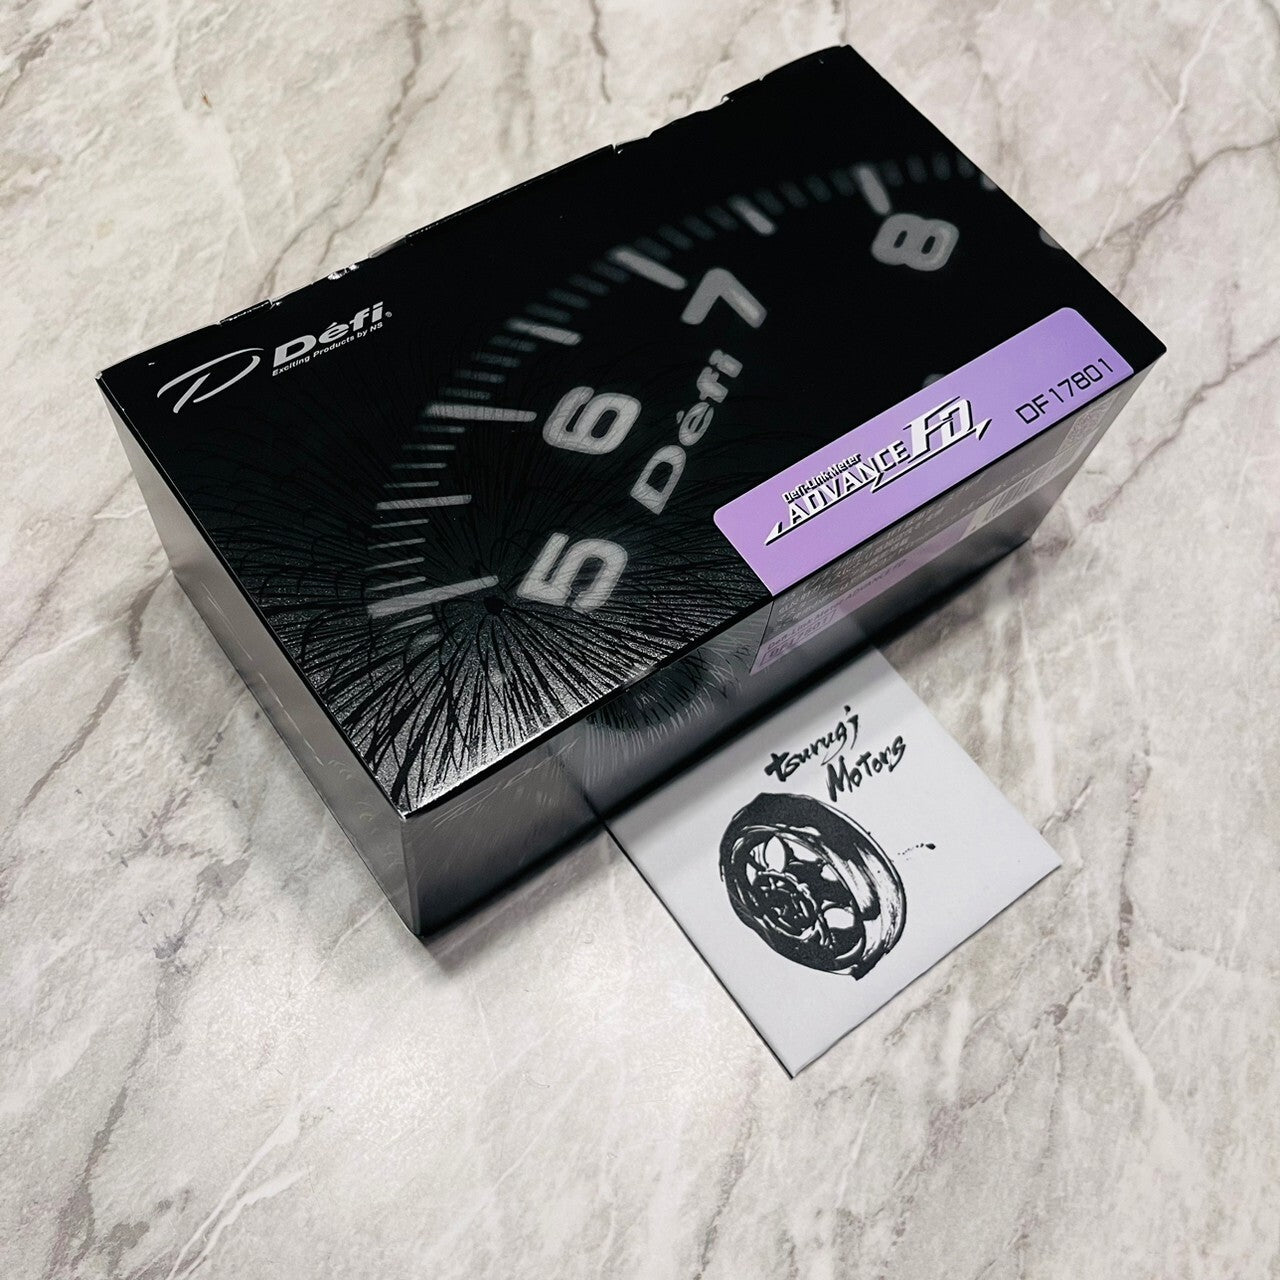 Défi®
Exciting Products by NS
8
7
6
5
Défi
Defi-Link Meter
ADVANCE FD
DF17801
tsurugi
Motors